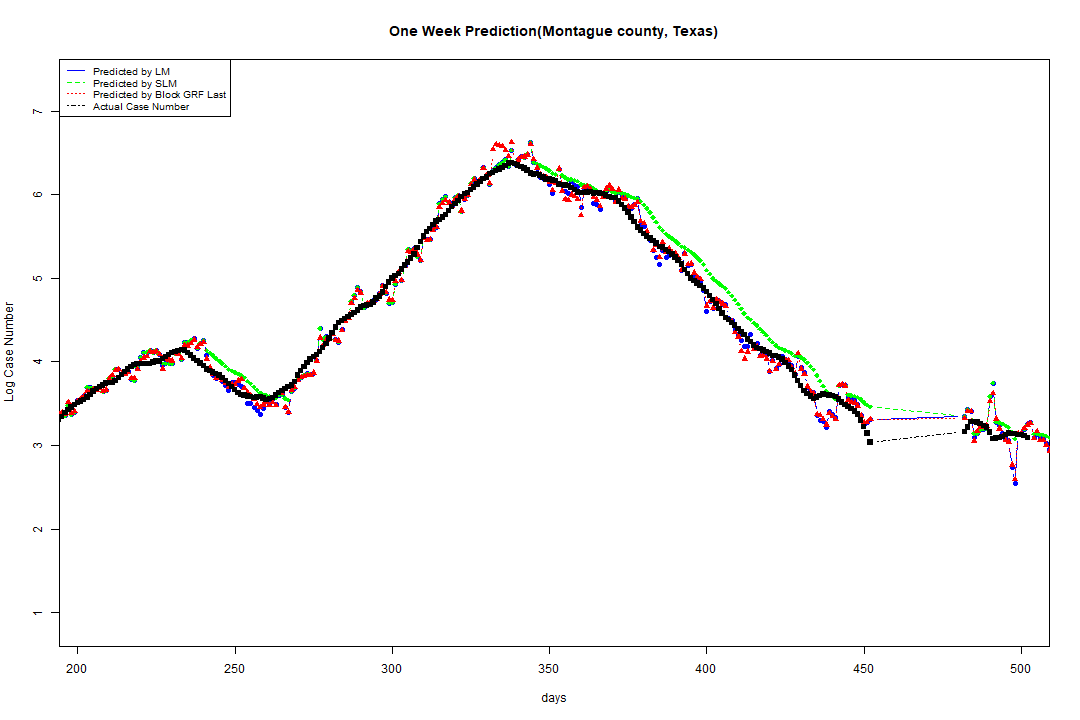 One Week Prediction(Montague county, Texas)
Predicted by LM
Predicted by SLM
Predicted by Block GRF Last
Actual Case Number
Log Case Number
7
6
5
4
3
2
1
200 250 300 350 400 450 500
days